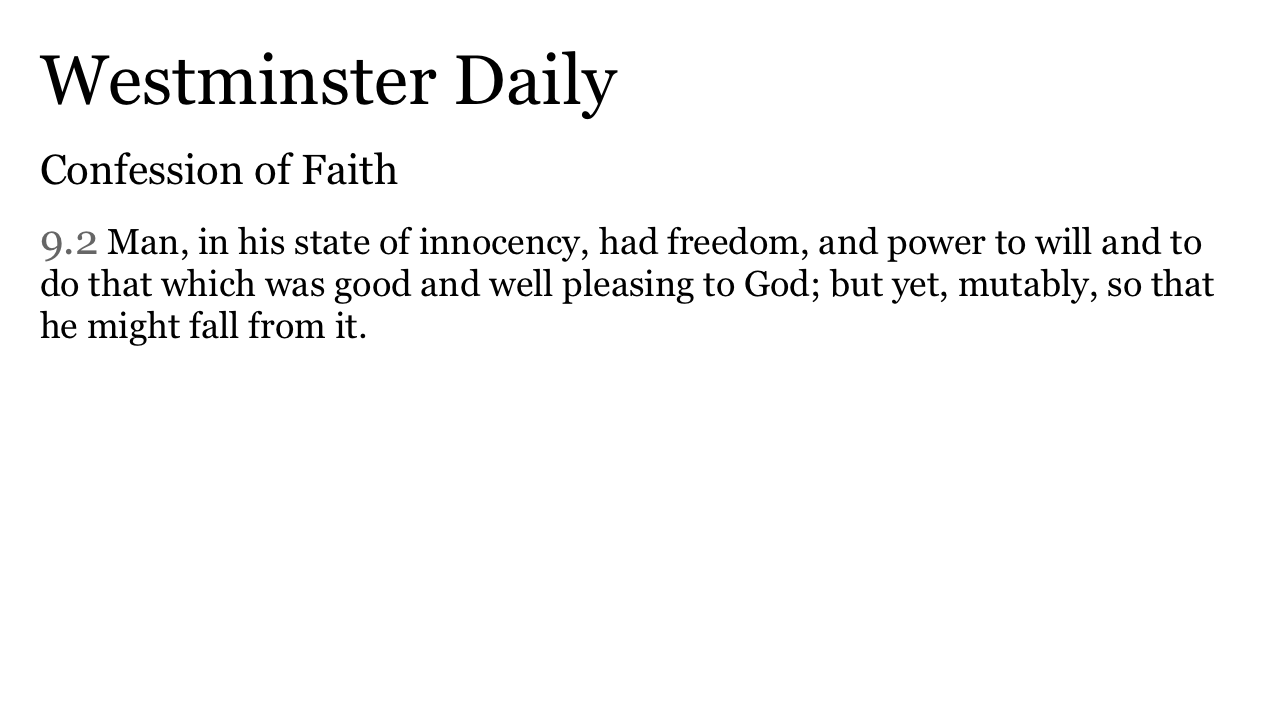 Westminster Daily
Confession of Faith
9.2 Man, in his state of innocency, had freedom, and power to will and to
do that which was good and well pleasing to God; but yet, mutably, so that
he might fall from it.